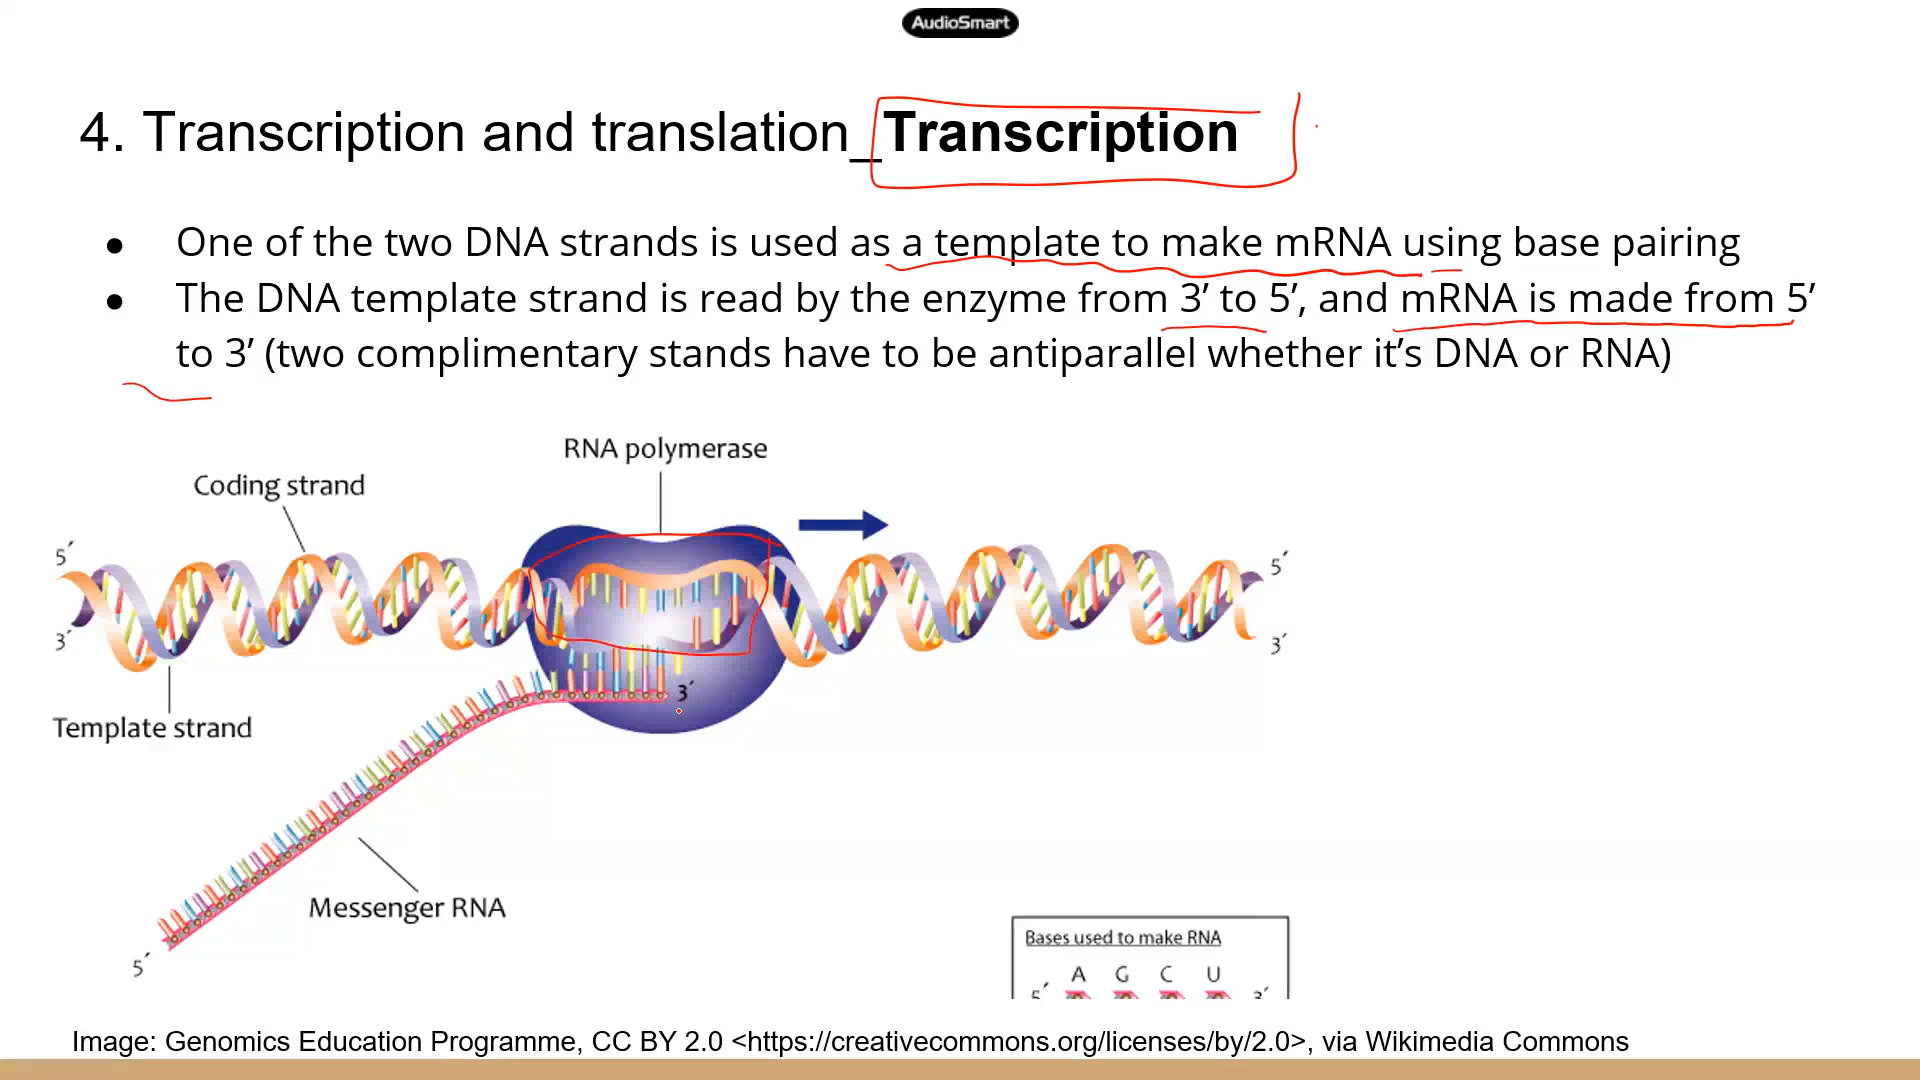 AudioSmart
4. Transcription and translation_Transcription
● One of the two DNA strands is used as a template to make mRNA using base pairing
● The DNA template strand is read by the enzyme from 3’ to 5’, and mRNA is made from 5’
to 3’ (two complimentary stands have to be antiparallel whether it’s DNA or RNA)
RNA polymerase
Coding strand
5´
5´
3´
3´
3´
Template strand
Messenger RNA
5´
Bases used to make RNA
A G C U
5´ 3´
Image: Genomics Education Programme, CC BY 2.0 <https://creativecommons.org/licenses/by/2.0>, via Wikimedia Commons